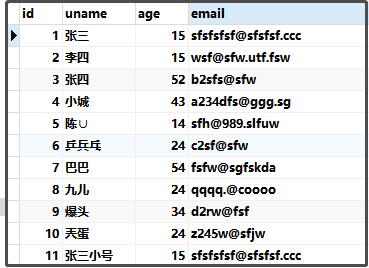 id uname age email
1 张三 15 sfsfsfsf@sfsfsf.ccc
2 李四 15 wsf@sfw.utf.fsw
3 张四 52 b2sfs@sfw
4 小城 43 a234dfs@ggg.sg
5 陈∪ 14 sfh@989.slfuw
6 乒兵乓 24 c2sf@sfw
7 巴巴 54 fsfw@sgfskda
8 九儿 24 qqqq.@coooo
9 爆头 34 d2rw@fsf
10 天蛋 24 z245w@sfjw
11 张三小号 15 sfsfsfsf@sfsfsf.ccc